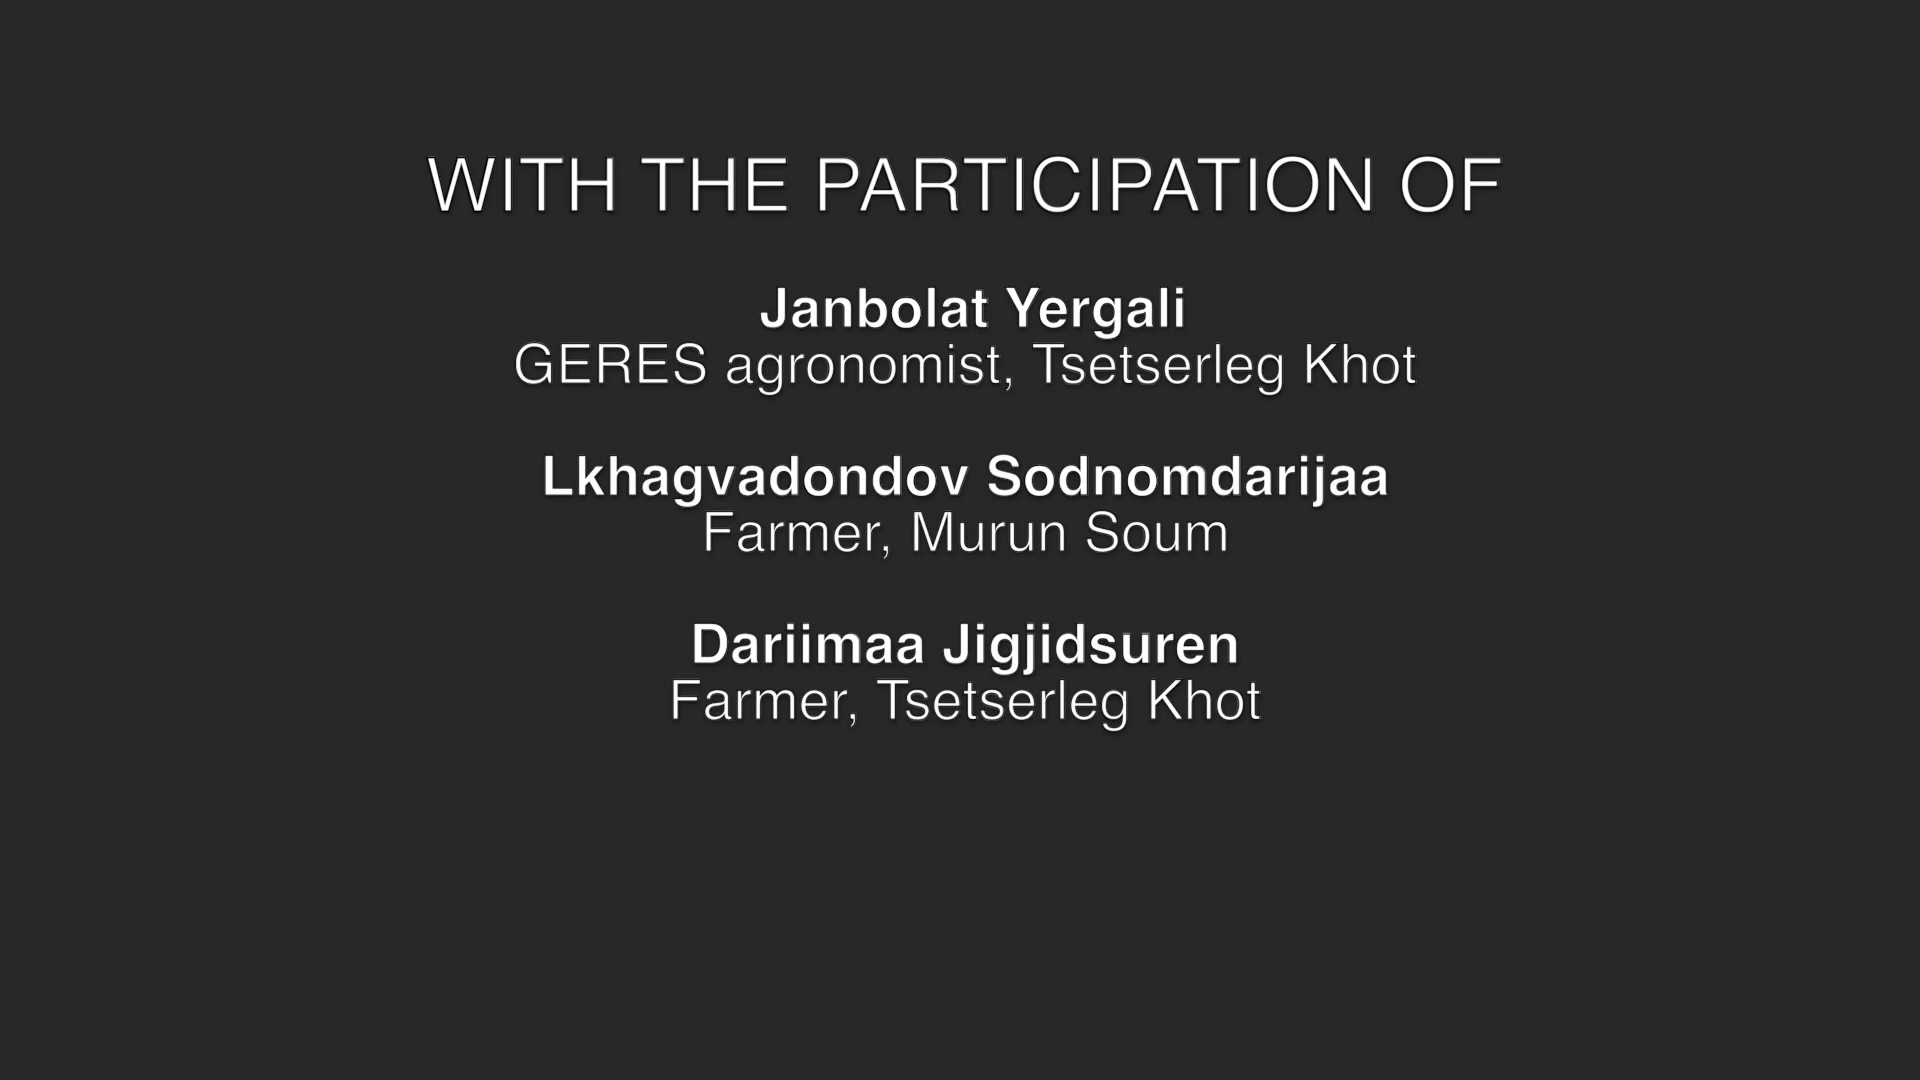 WITH THE PARTICIPATION OF
Janbolat Yergali
GERES agronomist, Tsetserleg Khot
Lkhagvadondov Sodnomdarijaa
Farmer, Murun Soum
Dariimaa Jigjidsuren
Farmer, Tsetserleg Khot